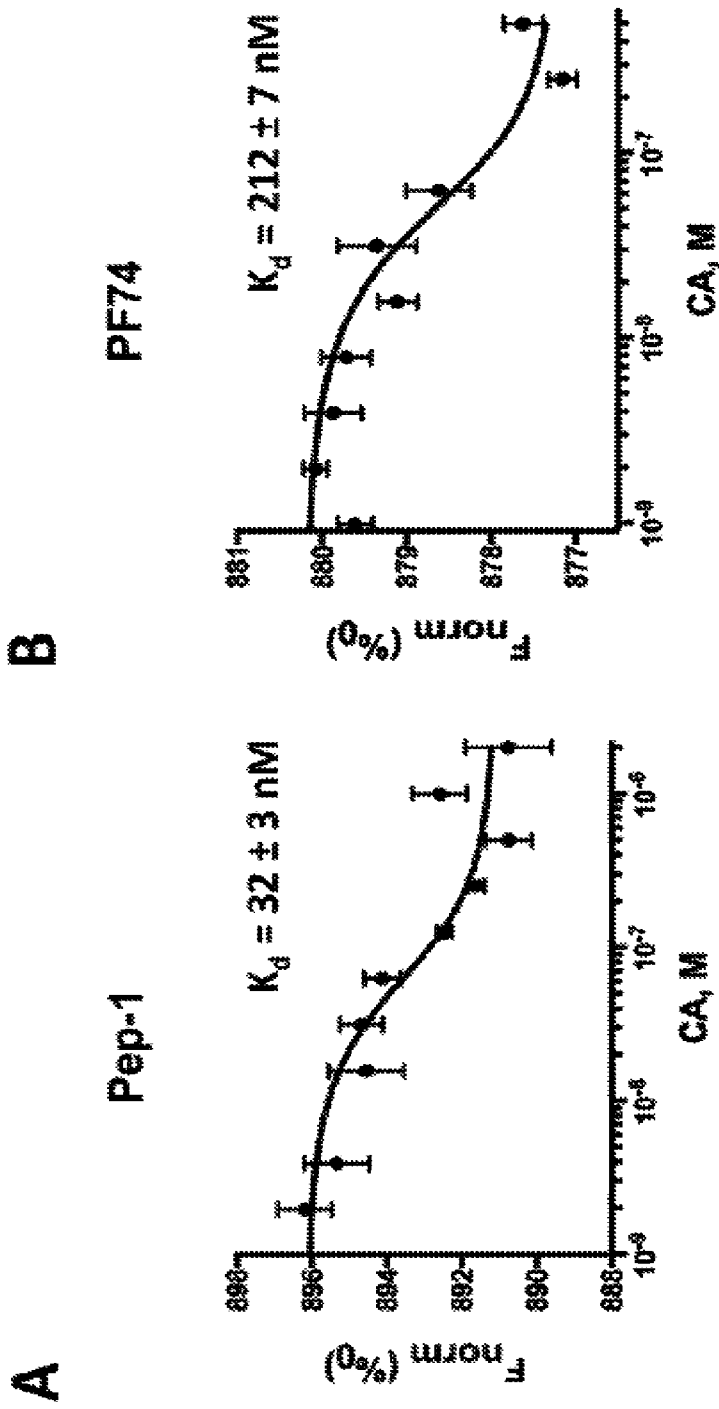 A
Pep-1
K_d = 32 ± 3 nM
F_norm (‰)
898
896
894
892
890
888
10⁻⁹
10⁻⁸
10⁻⁷
10⁻⁶
CA, M
B
PF74
K_d = 212 ± 7 nM
F_norm (‰)
881
880
879
878
877
10⁻⁹
10⁻⁸
10⁻⁷
CA, M